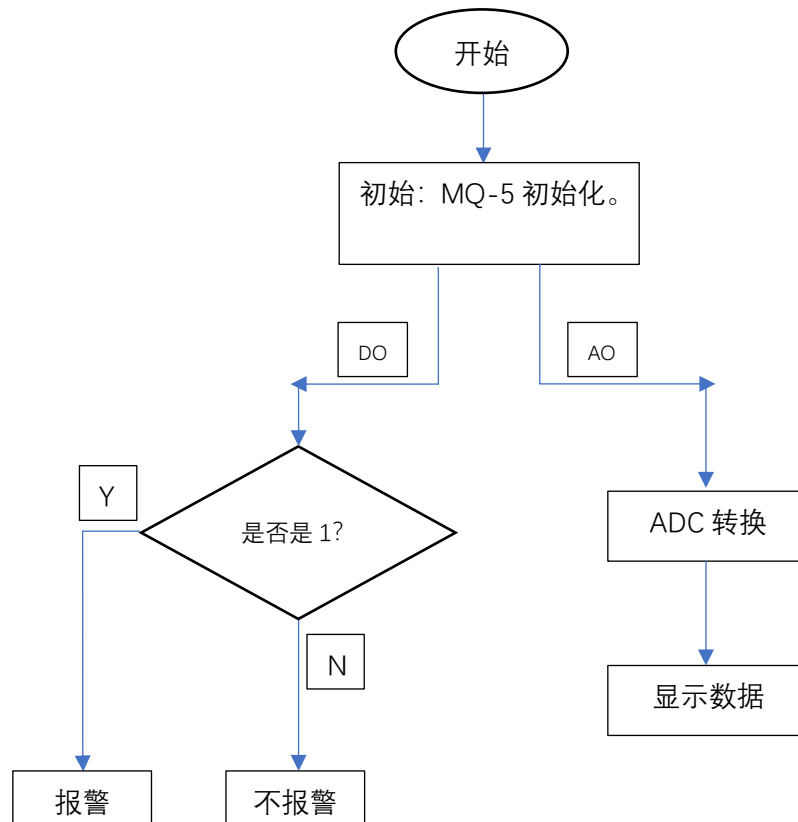 开始
初始：MQ-5 初始化。
DO
AO
Y
是否是 1？
ADC 转换
N
显示数据
报警
不报警